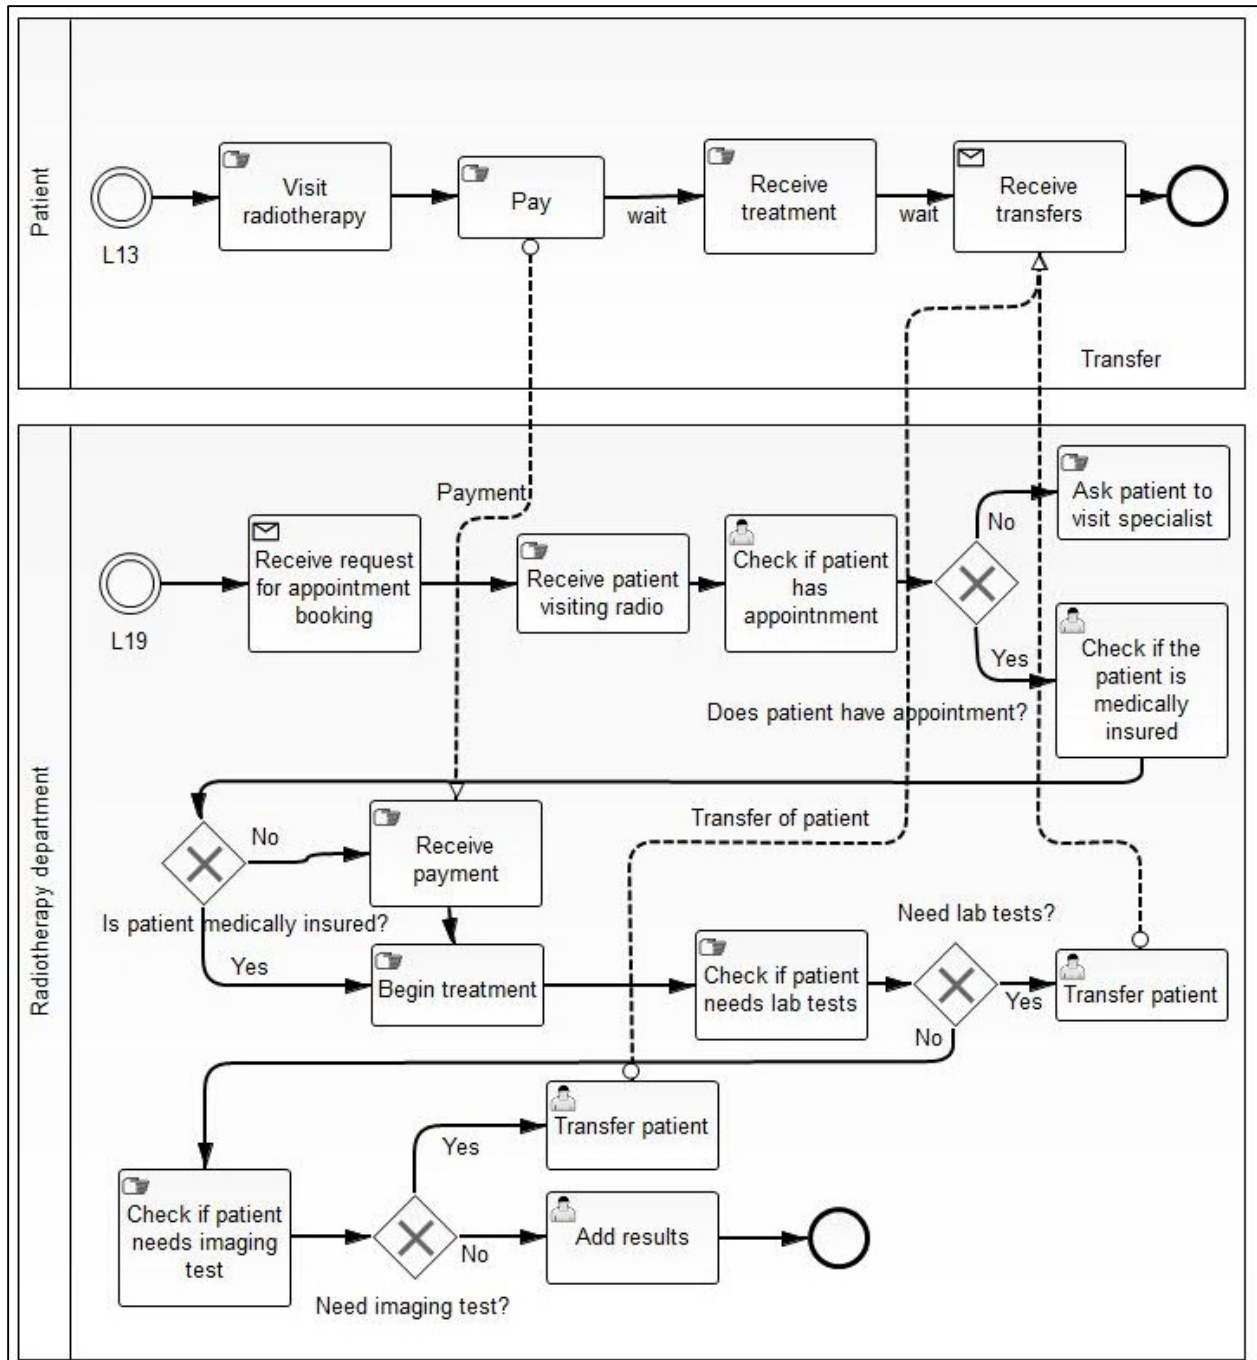 Patient
Visit
radiotherapy
Pay
wait
Receive
treatment
wait
Receive
transfers
L13
Transfer
Radiotherapy department
Payment
Receive request
for appointment
booking
L19
Receive patient
visiting radio
Check if patient
has
appointnment
No
Ask patient to
visit specialist
Yes
Does patient have appointment?
Check if the
patient is
medically
insured
No
Receive
payment
Transfer of patient
Is patient medically insured?
Yes
Begin treatment
Check if patient
needs lab tests
Need lab tests?
Yes
Transfer patient
No
Yes
Transfer patient
Check if patient
needs imaging
test
No
Add results
Need imaging test?